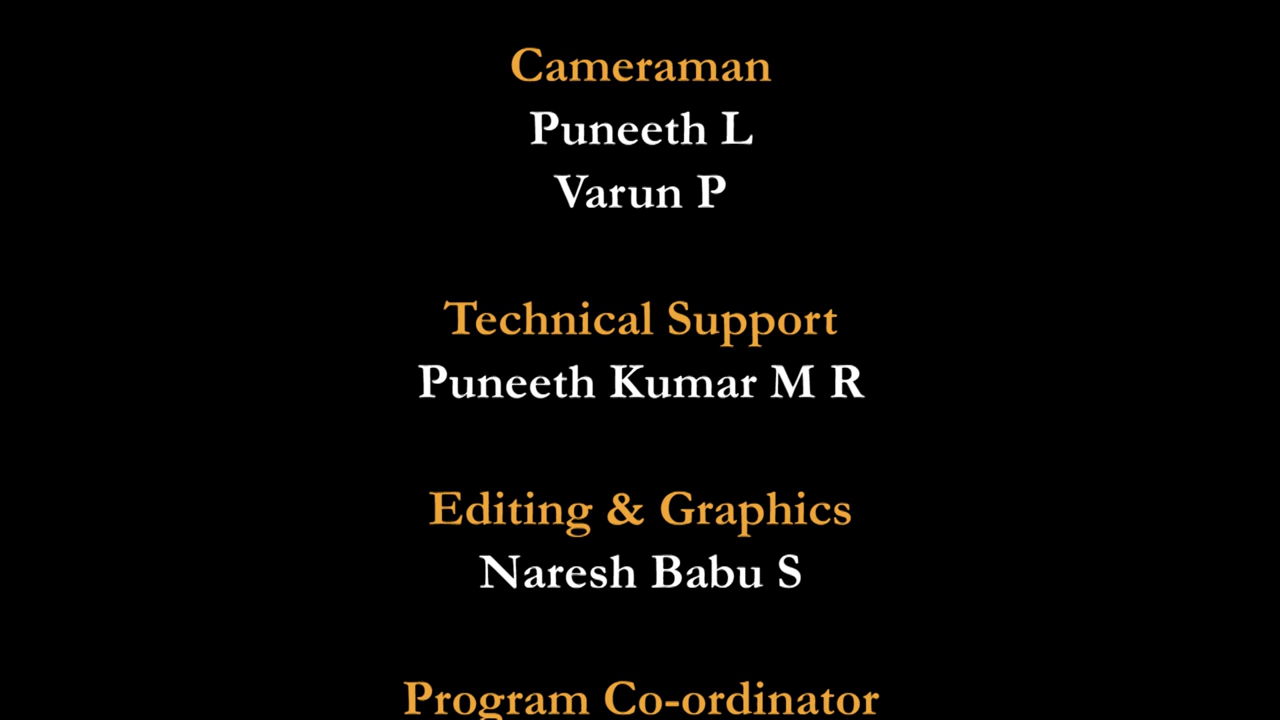 Cameraman
Puneeth L
Varun P
Technical Support
Puneeth Kumar M R
Editing & Graphics
Naresh Babu S
Program Co-ordinator